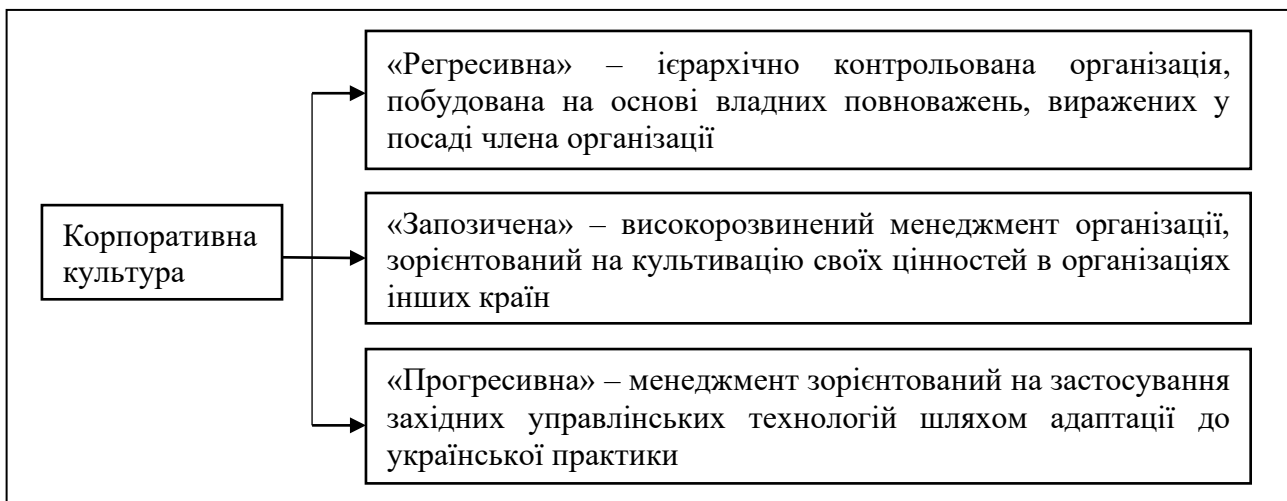 «Регресивна» – ієрархічно контрольована організація,
побудована на основі владних повноважень, виражених у
посаді члена організації
Корпоративна
культура
«Запозичена» – високорозвинений менеджмент організації,
зорієнтований на культивацію своїх цінностей в організаціях
інших країн
«Прогресивна» – менеджмент зорієнтований на застосування
західних управлінських технологій шляхом адаптації до
української практики